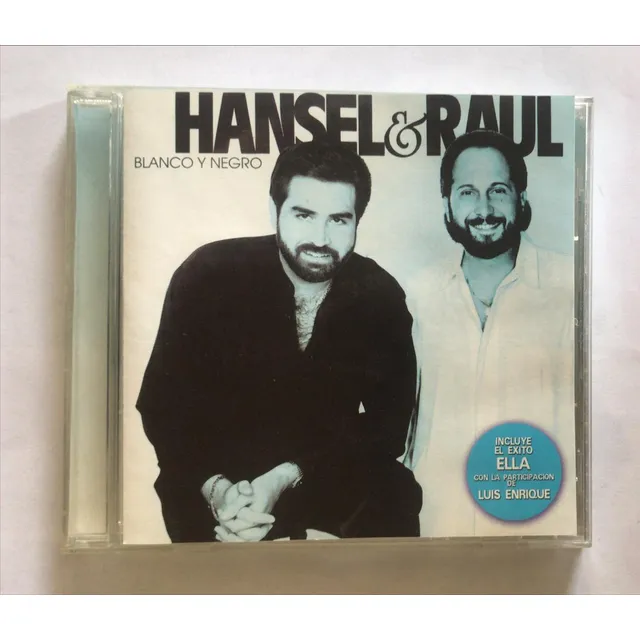 HANSEL&RAUL
BLANCO Y NEGRO
INCLUYE
EL EXITO
ELLA
CON LA PARTICIPACION
DE
LUIS ENRIQUE